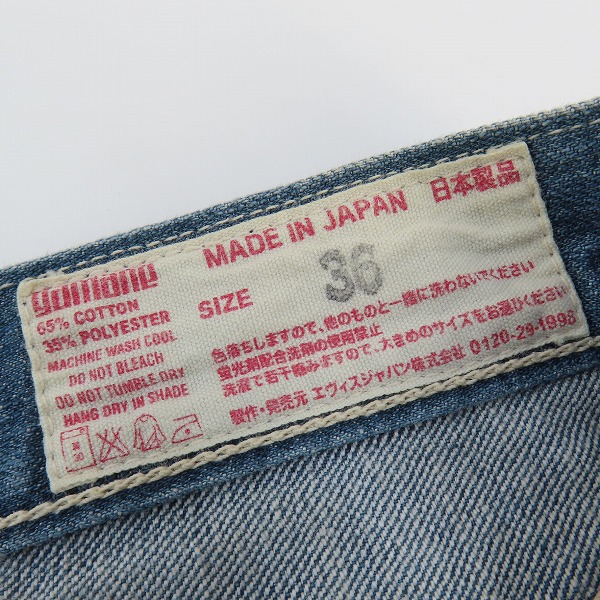 yamane
65% COTTON
35% POLYESTER
MACHINE WASH COOL
DO NOT BLEACH
DO NOT TUMBLE DRY
HANG DRY IN SHADE
MADE IN JAPAN 日本製品
SIZE 36
色落ちしますので、他のものと一緒に洗わないでください
蛍光剤配合洗剤の使用禁止
洗濯で若干縮みますので、大きめのサイズをお選びください
製作・発売元 エヴィスジャパン株式会社 0120-29-1998